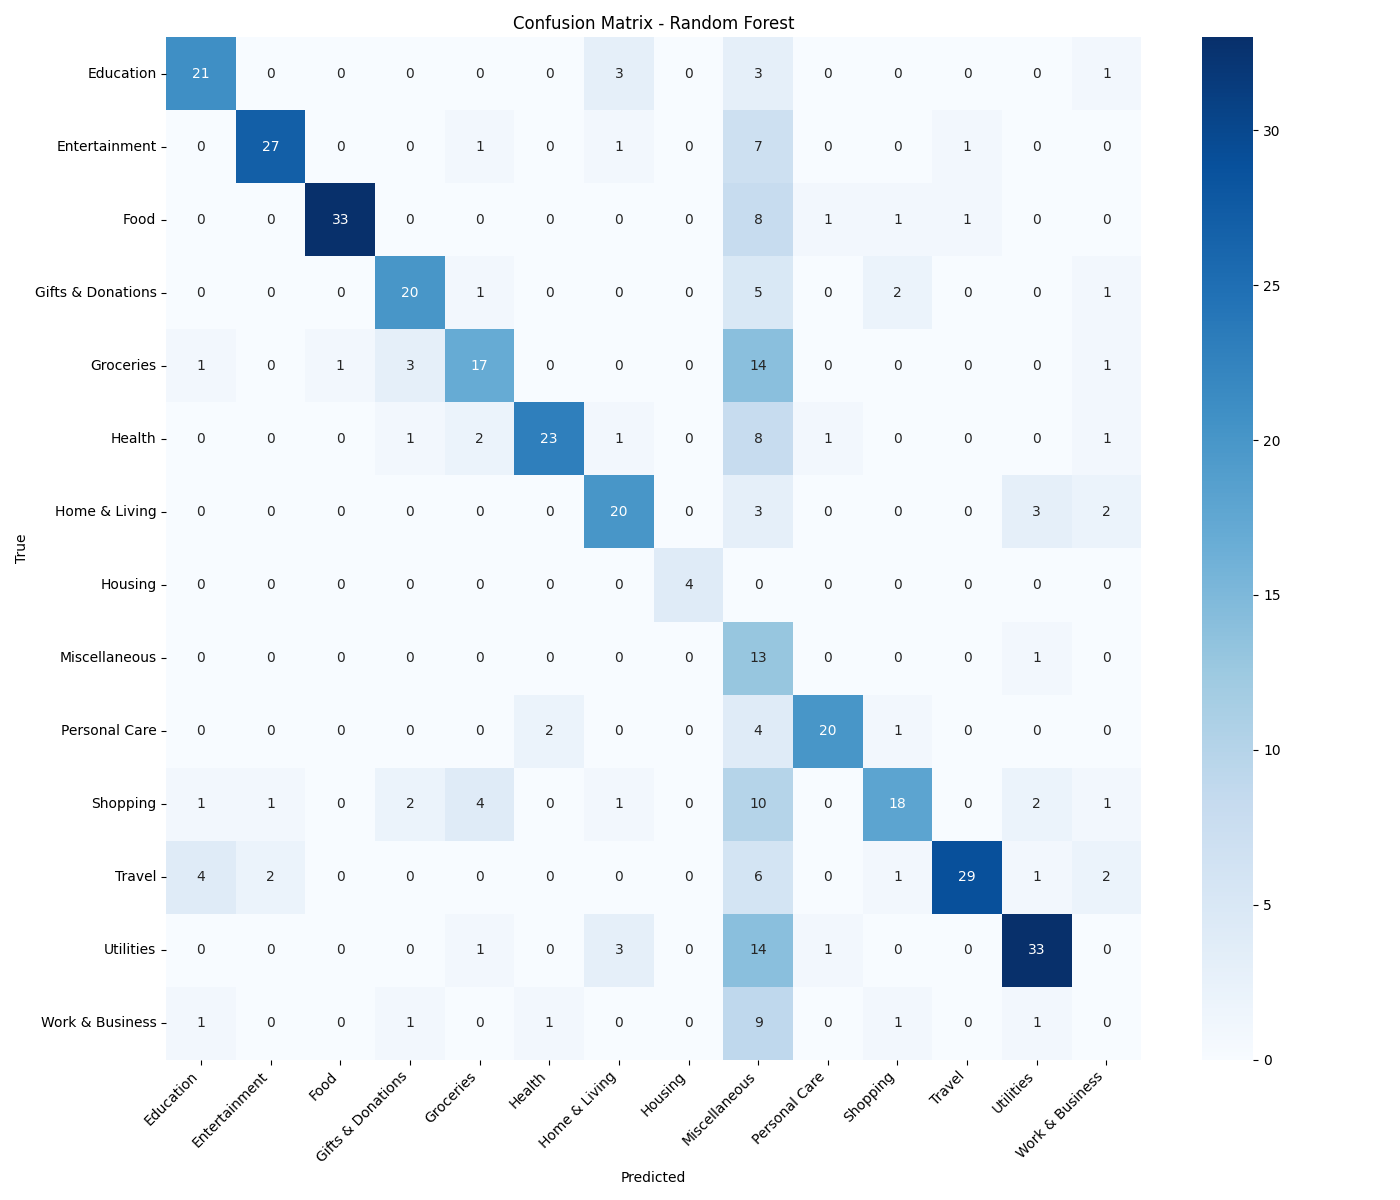 Confusion Matrix - Random Forest
True
Education 21 0 0 0 0 0 3 0 3 0 0 0 0 1
Entertainment 0 27 0 0 1 0 1 0 7 0 0 1 0 0
Food 0 0 33 0 0 0 0 0 8 1 1 1 0 0
Gifts & Donations 0 0 0 20 1 0 0 0 5 0 2 0 0 1
Groceries 1 0 1 3 17 0 0 0 14 0 0 0 0 1
Health 0 0 0 1 2 23 1 0 8 1 0 0 0 1
Home & Living 0 0 0 0 0 0 20 0 3 0 0 0 3 2
Housing 0 0 0 0 0 0 0 4 0 0 0 0 0 0
Miscellaneous 0 0 0 0 0 0 0 0 13 0 0 0 1 0
Personal Care 0 0 0 0 0 2 0 0 4 20 1 0 0 0
Shopping 1 1 0 2 4 0 1 0 10 0 18 0 2 1
Travel 4 2 0 0 0 0 0 0 6 0 1 29 1 2
Utilities 0 0 0 0 1 0 3 0 14 1 0 0 33 0
Work & Business 1 0 0 1 0 1 0 0 9 0 1 0 1 0
Education
Entertainment
Food
Gifts & Donations
Groceries
Health
Home & Living
Housing
Miscellaneous
Personal Care
Shopping
Travel
Utilities
Work & Business
Predicted
30
25
20
15
10
5
0